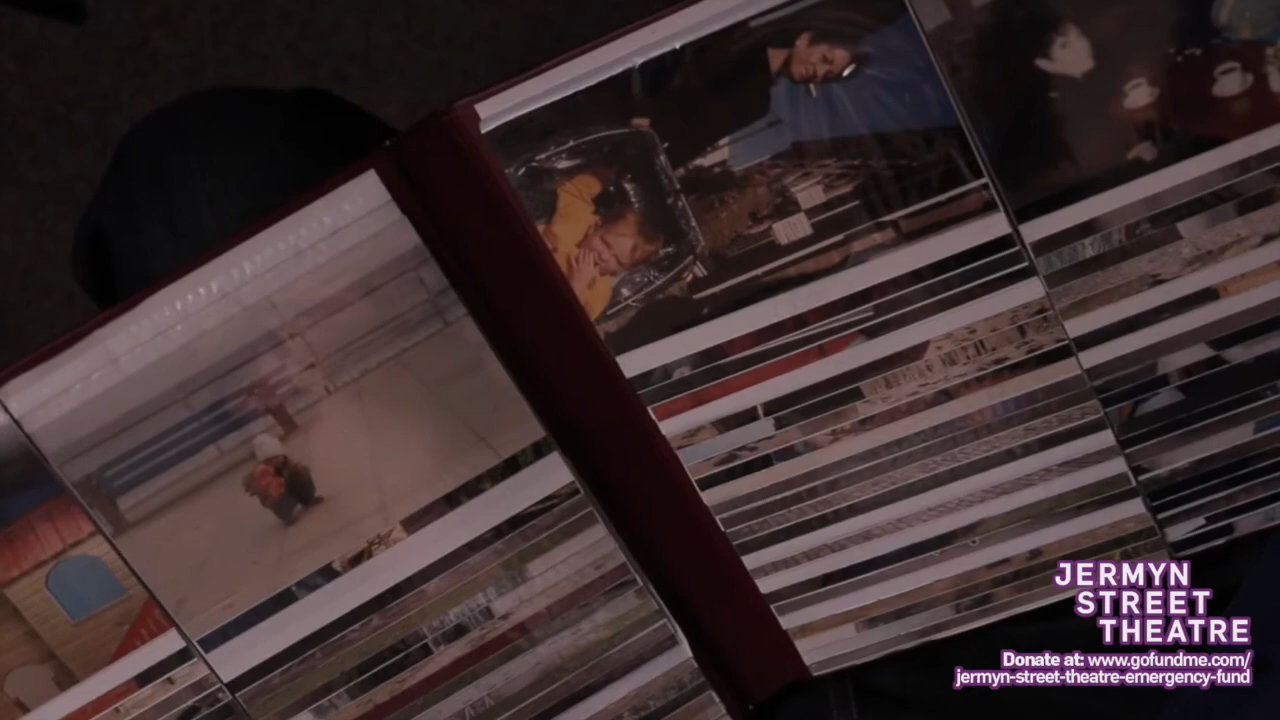 JERMYN
STREET
THEATRE
Donate at: www.gofundme.com/
jermyn-street-theatre-emergency-fund